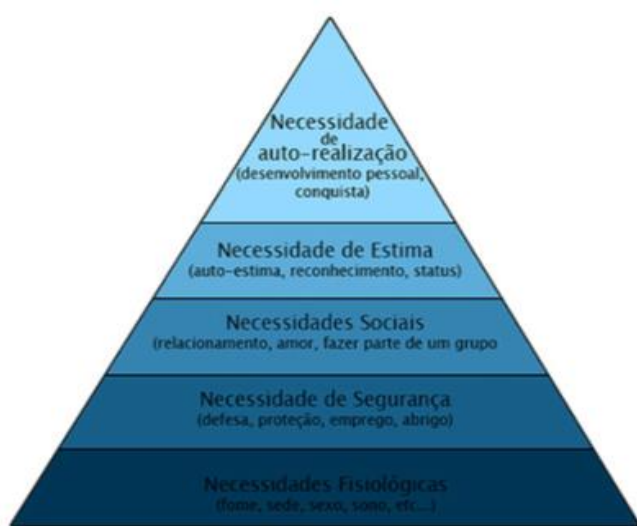 Necessidade
de
auto-realização
(desenvolvimento pessoal,
conquista)
Necessidade de Estima
(auto-estima, reconhecimento, status)
Necessidades Sociais
(relacionamento, amor, fazer parte de um grupo
Necessidade de Segurança
(defesa, proteção, emprego, abrigo)
Necessidades Fisiológicas
(fome, sede, sexo, sono, etc...)